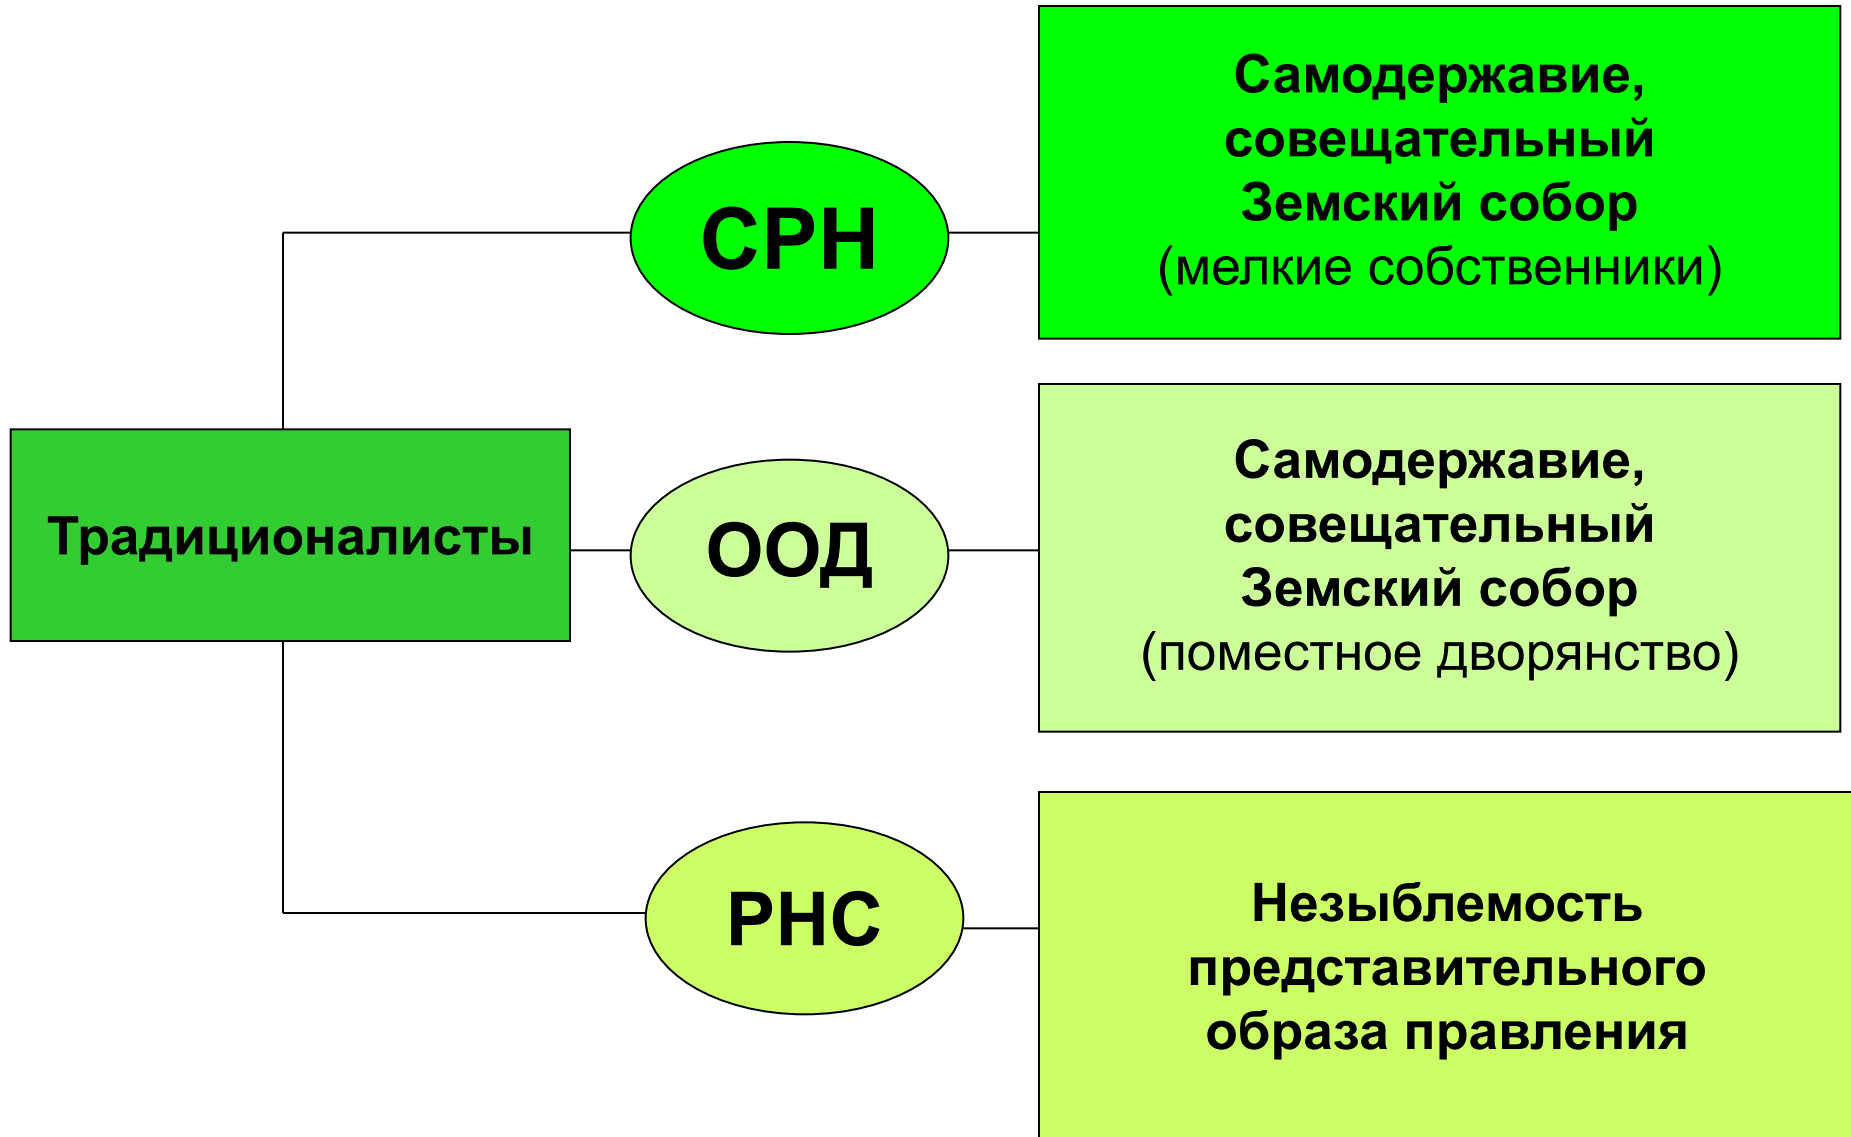 Традиционалисты
СРН
Самодержавие,
совещательный
Земский собор
(мелкие собственники)
ООД
Самодержавие,
совещательный
Земский собор
(поместное дворянство)
РНС
Незыблемость
представительного
образа правления